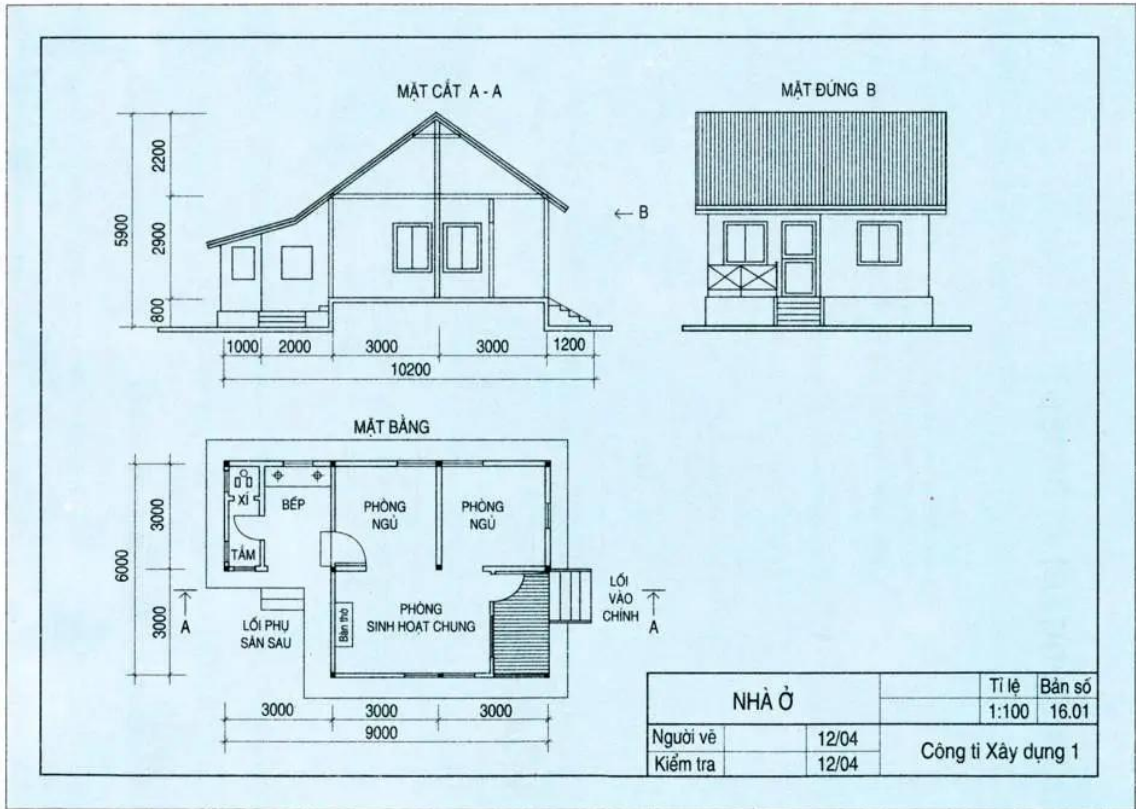 MẶT CẮT A - A
MẶT ĐỨNG B
2200
5900
2900
800
B
1000 2000 3000 3000 1200
10200
MẶT BẰNG
3000
6000
3000
XÍ
BẾP
PHÒNG
NGỦ
PHÒNG
NGỦ
TẮM
A
LỐI PHỤ
SÂN SAU
Bàn thờ
PHÒNG
SINH HOẠT CHUNG
LỐI
VÀO
CHÍNH
A
3000 3000 3000
9000
NHÀ Ở
Tỉ lệ Bản số
1:100 16.01
Người vẽ 12/04
Kiểm tra 12/04
Công ti Xây dụng 1